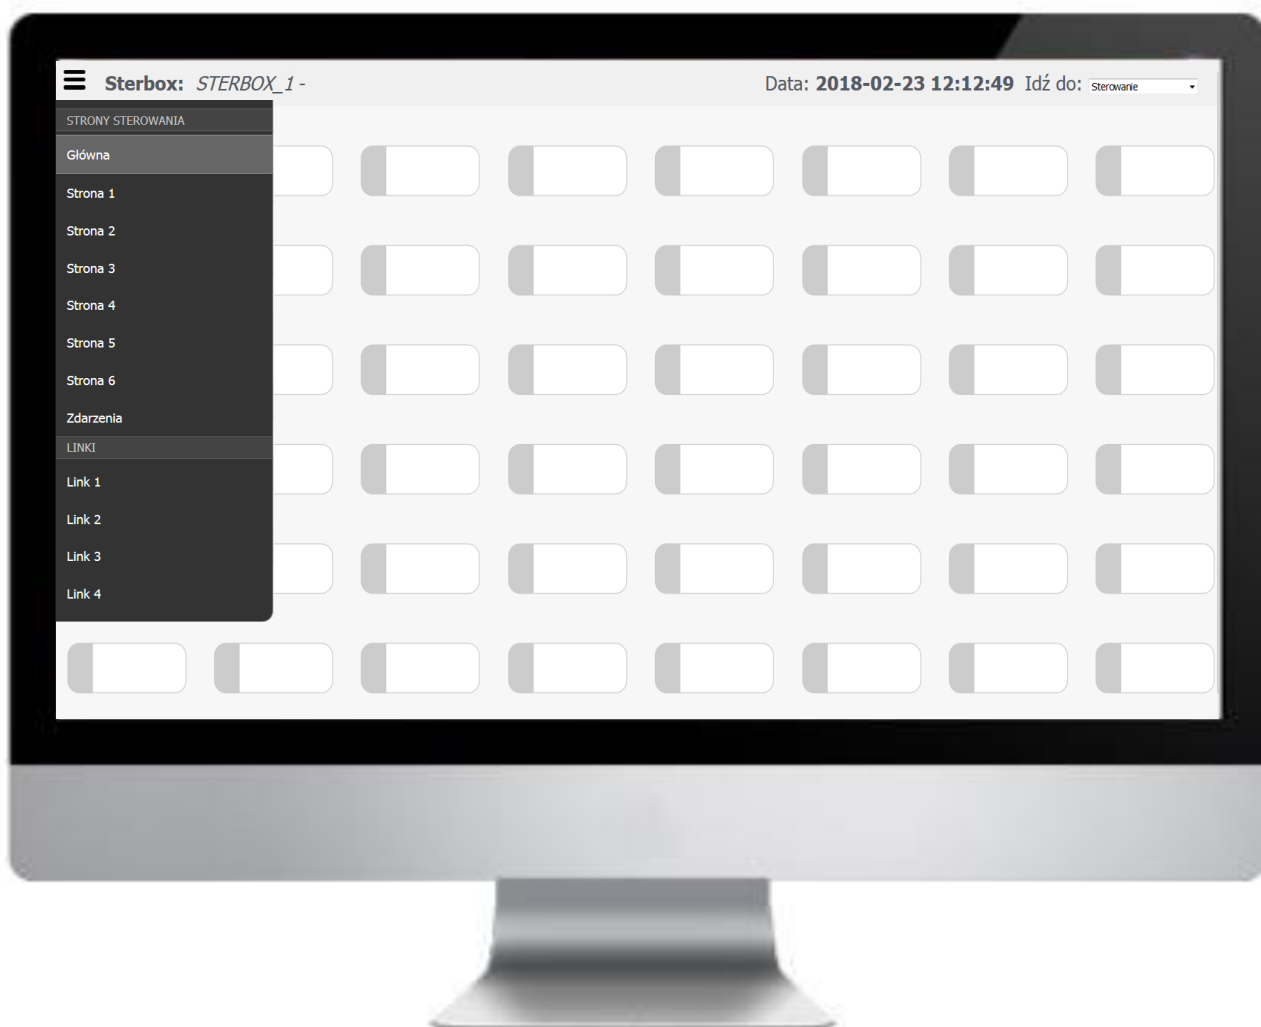 Sterbox: STERBOX_1 -
Data: 2018-02-23 12:12:49 Idź do: Sterowanie
STRONY STEROWANIA
Główna
Strona 1
Strona 2
Strona 3
Strona 4
Strona 5
Strona 6
Zdarzenia
LINKI
Link 1
Link 2
Link 3
Link 4